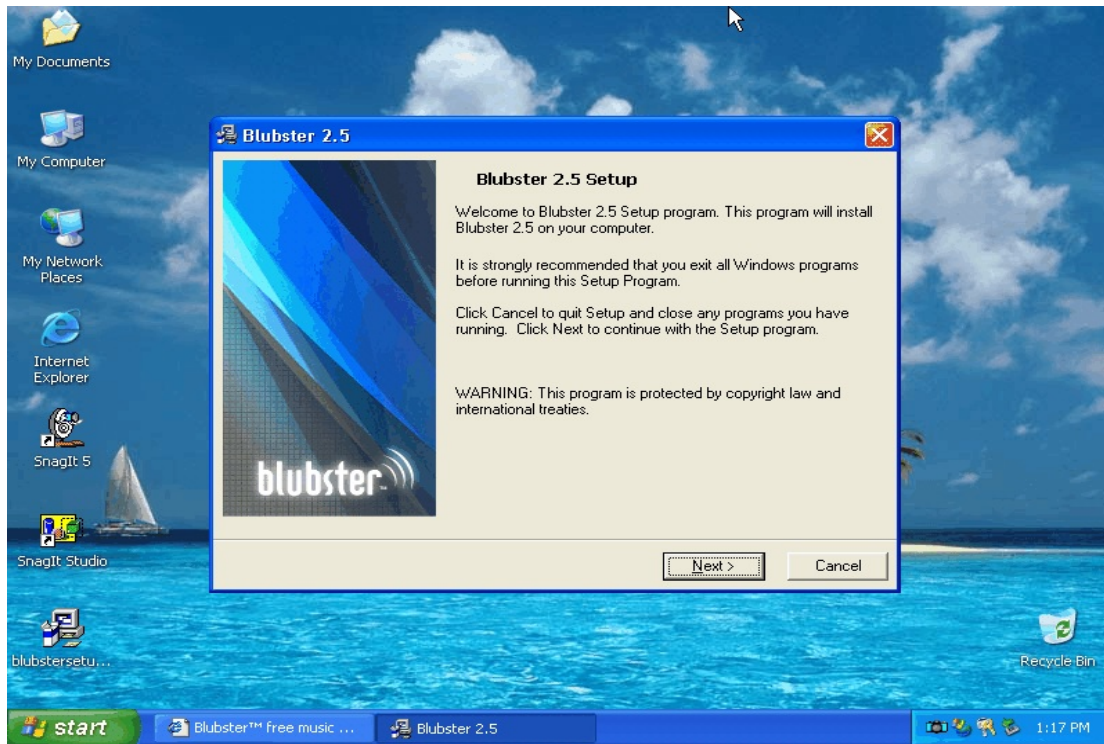 My Documents
My Computer
My Network
Places
Internet
Explorer
SnagIt 5
SnagIt Studio
blubstersetu...
Blubster 2.5
Blubster 2.5 Setup
Welcome to Blubster 2.5 Setup program. This program will install
Blubster 2.5 on your computer.
It is strongly recommended that you exit all Windows programs
before running this Setup Program.
Click Cancel to quit Setup and close any programs you have
running. Click Next to continue with the Setup program.
WARNING: This program is protected by copyright law and
international treaties.
blubster™
Next >
Cancel
Recycle Bin
start
Blubster™ free music ...
Blubster 2.5
1:17 PM